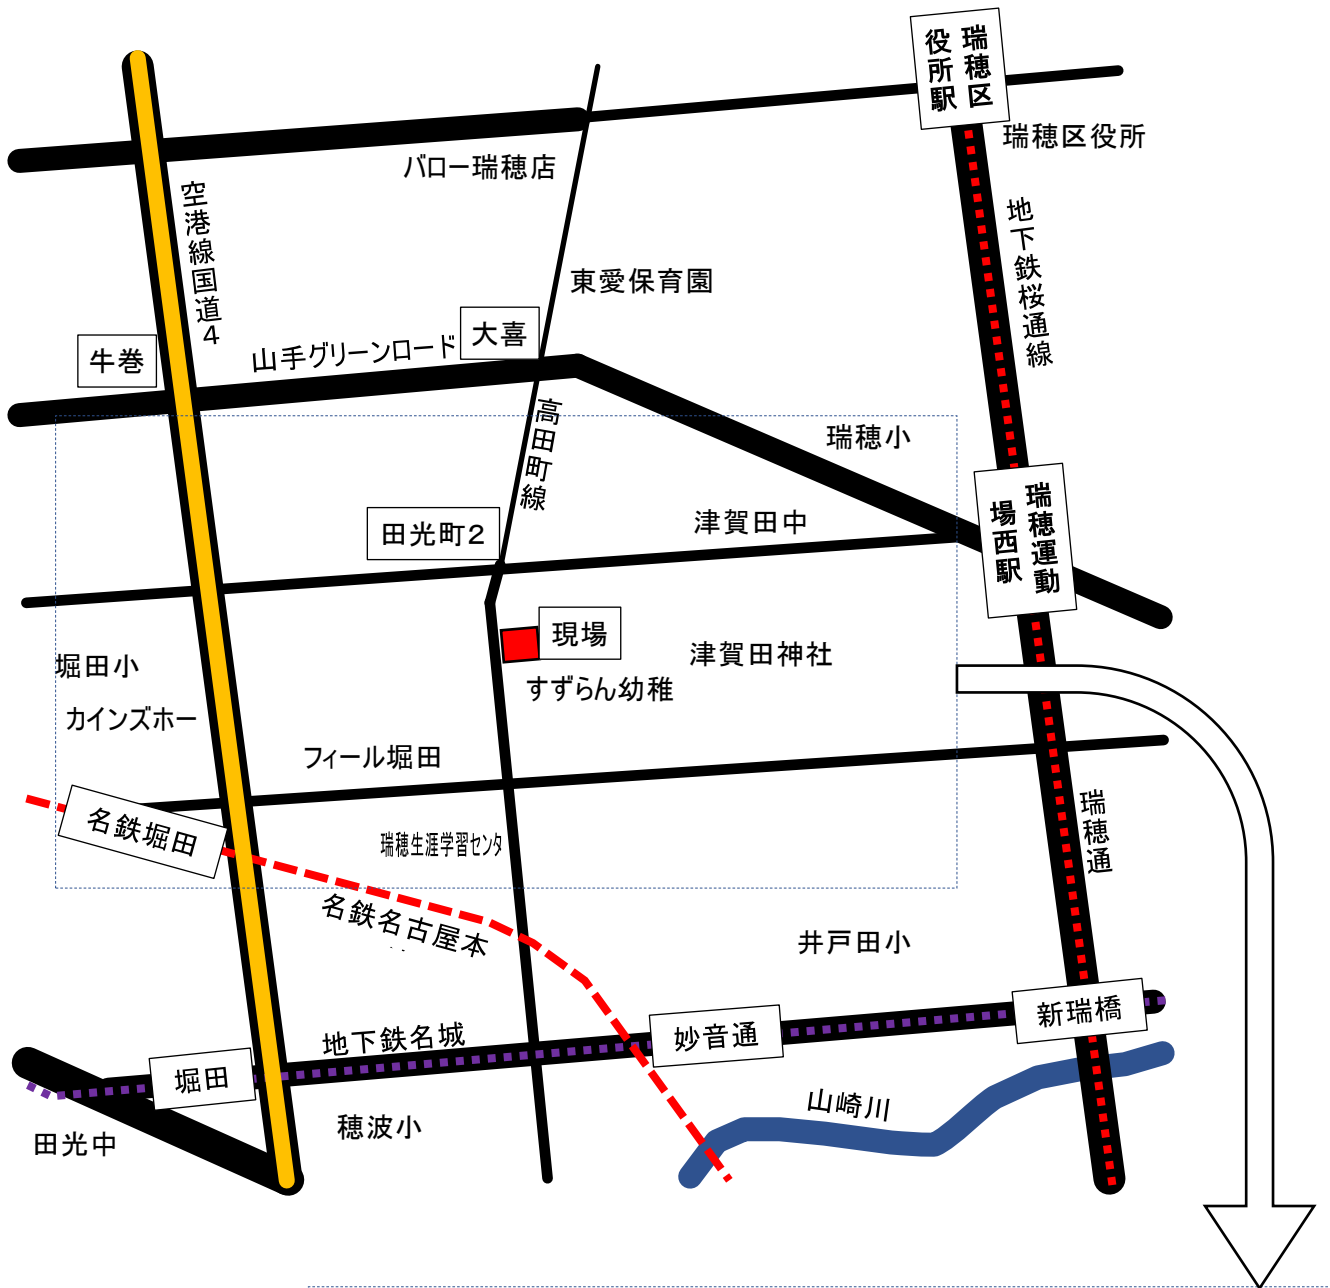 瑞穂区
役所駅
瑞穂区役所
バロー瑞穂店
空港線国道4
地下鉄桜通線
東愛保育園
大喜
牛巻
山手グリーンロード
高田町線
瑞穂小
田光町2
津賀田中
瑞穂運動
場西駅
現場
堀田小
津賀田神社
すずらん幼稚
カインズホー
フィール堀田
名鉄堀田
瑞穂生涯学習センタ
瑞穂通
名鉄名古屋本
井戸田小
新瑞橋
地下鉄名城
妙音通
堀田
山崎川
穂波小
田光中